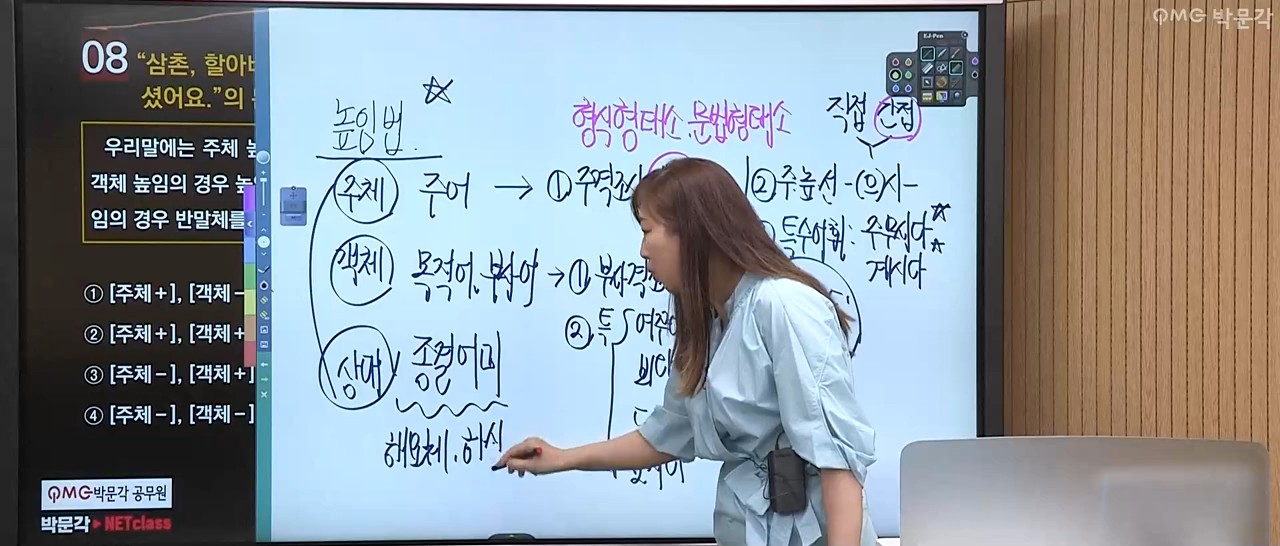 QMG 박문각
EJ-Pen
08 "삼촌, 할아버
셨어요."의
우리말에는 주체 높
객체 높임의 경우 높
임의 경우 반말체를
① [주체+], [객체-
② [주체+], [객체+
③ [주체-], [객체+]
④ [주체-], [객체-]
QMG박문각 공무원
박문각 ▶ NETclass
높임법.
형식형태소.문법형태소
직접 간접
주체 주어 → ① 주격조사 ② 주높선 -(으)시-
특수어휘: 주무시다
계시다
객체 목적어.부사어 → ① 부사격조
② 특 여쭈
상대 종결어미
해요체. 하시